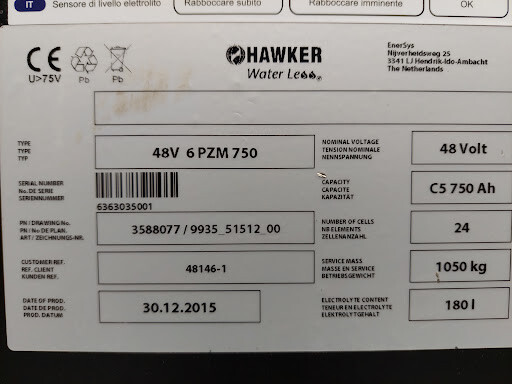 IT Sensore di livello elettrolito Rabboccare subito Rabboccare imminente OK
CE
U>75V Pb Pb
HAWKER
Water Less®
EnerSys
Nijverheidsweg 25
3341 LJ Hendrik-Ido-Ambacht
The Netherlands
TYPE
TYPE
TYP
48V 6 PZM 750
NOMINAL VOLTAGE
TENSION NOMINALE
NENNSPANNUNG
48 Volt
SERIAL NUMBER
No. DE SERIE
SERIENNUMMER
6363035001
CAPACITY
CAPACITE
KAPAZITÄT
C5 750 Ah
PN / DRAWING No.
PN / No DE PLAN.
ART / ZEICHNUNGS-NR.
3588077 / 9935_51512_00
NUMBER OF CELLS
NB ELEMENTS
ZELLENANZAHL
24
CUSTOMER REF.
REF. CLIENT
KUNDEN REF.
48146-1
SERVICE MASS
MASSE EN SERVICE
BETRIEBSGEWICHT
1050 kg
DATE OF PROD.
DATE DE PROD.
PROD. DATUM
30.12.2015
ELECTROLYTE CONTENT
TENEUR EN ELECTROLYTE
ELEKTROLYTGEHALT
180 l